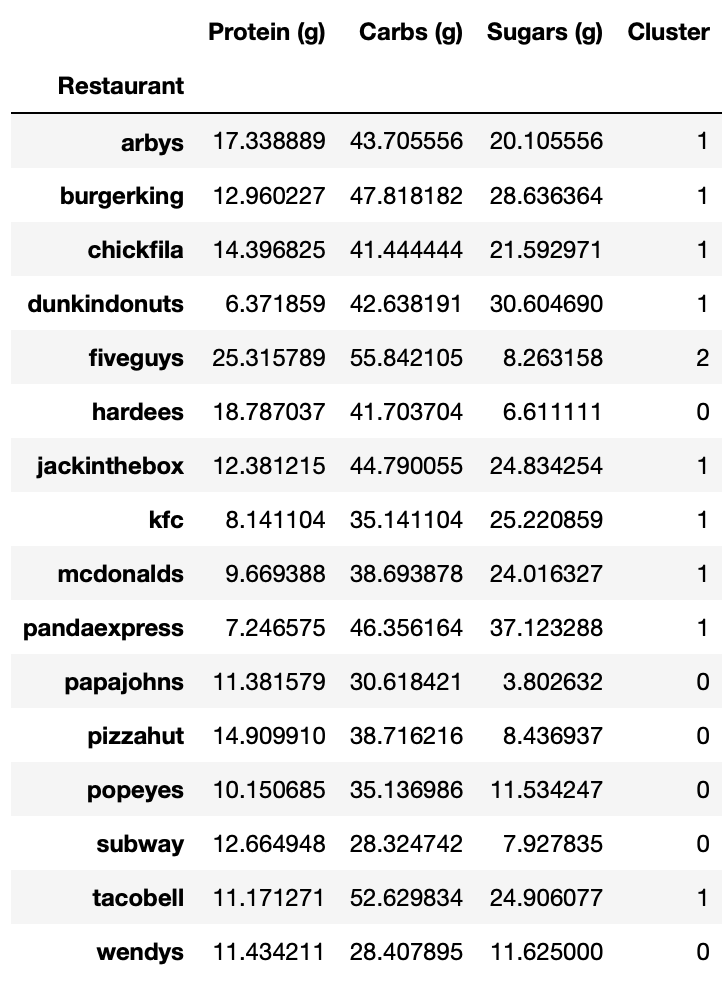 Protein (g) Carbs (g) Sugars (g) Cluster
Restaurant
arbys 17.338889 43.705556 20.105556 1
burgerking 12.960227 47.818182 28.636364 1
chickfila 14.396825 41.444444 21.592971 1
dunkindonuts 6.371859 42.638191 30.604690 1
fiveguys 25.315789 55.842105 8.263158 2
hardees 18.787037 41.703704 6.611111 0
jackinthebox 12.381215 44.790055 24.834254 1
kfc 8.141104 35.141104 25.220859 1
mcdonalds 9.669388 38.693878 24.016327 1
pandaexpress 7.246575 46.356164 37.123288 1
papajohns 11.381579 30.618421 3.802632 0
pizzahut 14.909910 38.716216 8.436937 0
popeyes 10.150685 35.136986 11.534247 0
subway 12.664948 28.324742 7.927835 0
tacobell 11.171271 52.629834 24.906077 1
wendys 11.434211 28.407895 11.625000 0